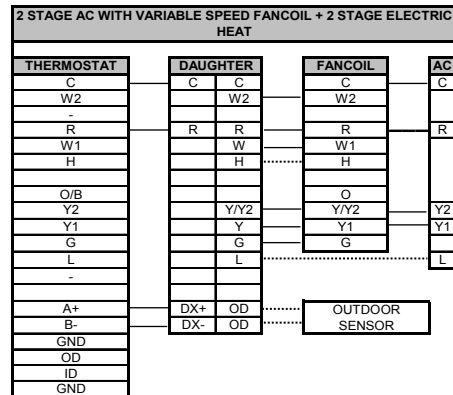 2 STAGE AC WITH VARIABLE SPEED FANCOIL + 2 STAGE ELECTRIC
HEAT
THERMOSTAT DAUGHTER FANCOIL AC
C C C C C
W2 W2 W2
-
R R R R R
W1 W W1
H H H
O/B O
Y2 Y/Y2 Y/Y2 Y2
Y1 Y Y1 Y1
G G G
L L L
-
A+ DX+ OD OUTDOOR
B- DX- OD SENSOR
GND
OD
ID
GND